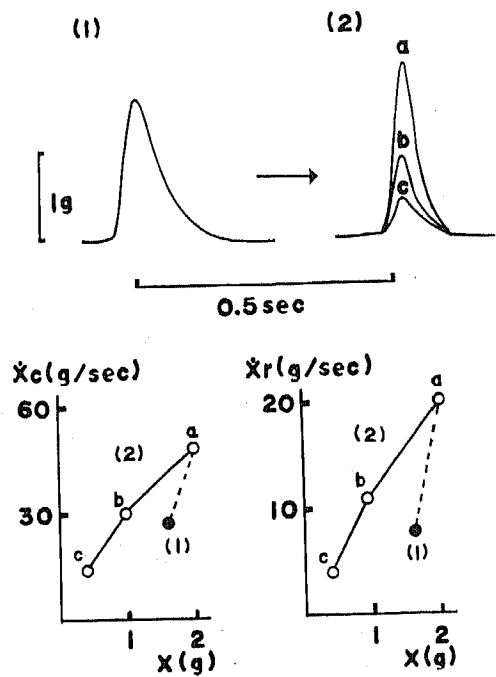 (1)
(2)
a
b
c
1g
0.5 sec
Ẋc(g/sec)
60
30
(2)
a
b
c
(1)
1
2
X(g)
Ẋr(g/sec)
20
10
(2)
a
b
c
(1)
1
2
X(g)